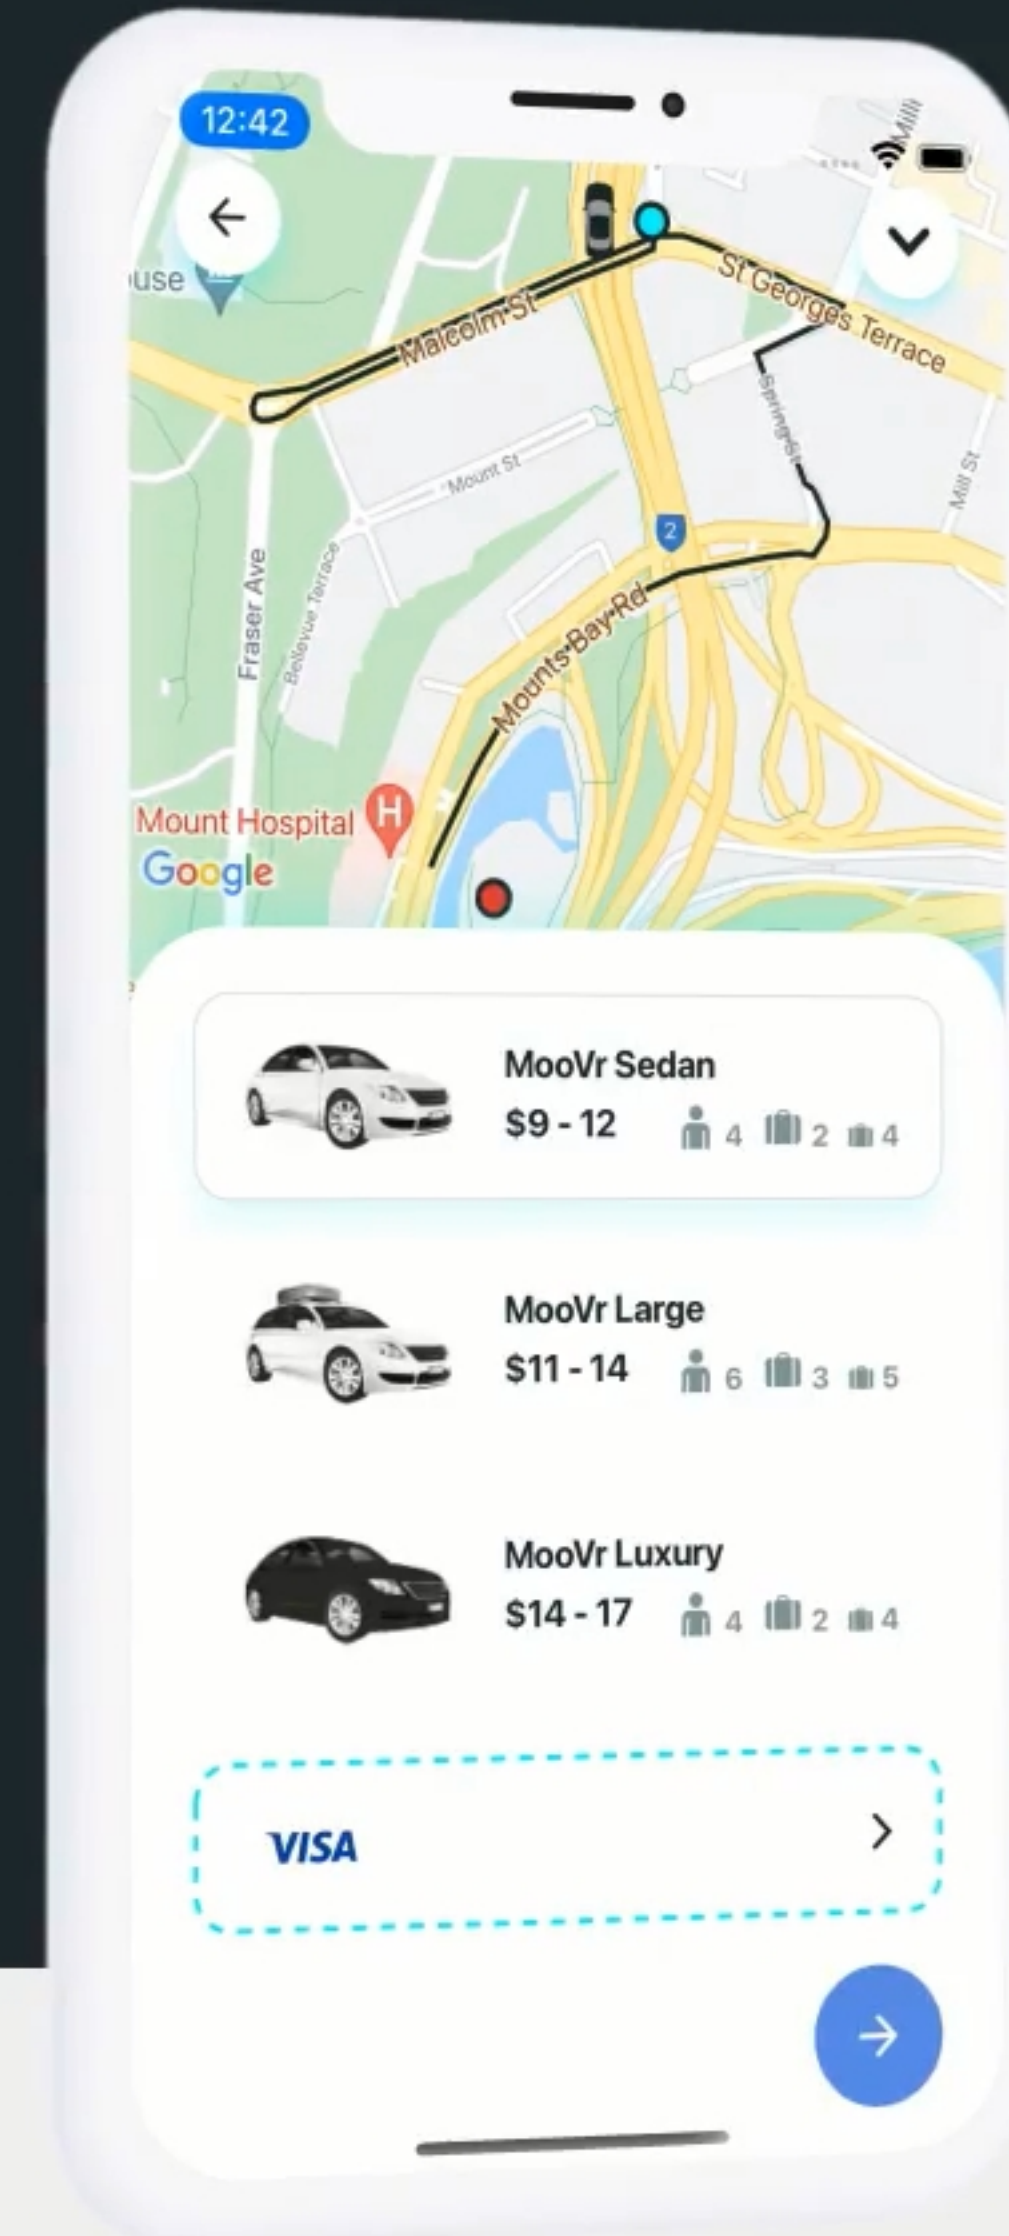 12:42
Milli
use
St Georges Terrace
Malcolm St
Spring St
Mount St
Mill St
2
Fraser Ave
Bellevue Terrace
Mounts Bay Rd
Mount Hospital
H
Google
MooVr Sedan
$9 - 12 4 2 4
MooVr Large
$11 - 14 6 3 5
MooVr Luxury
$14 - 17 4 2 4
VISA